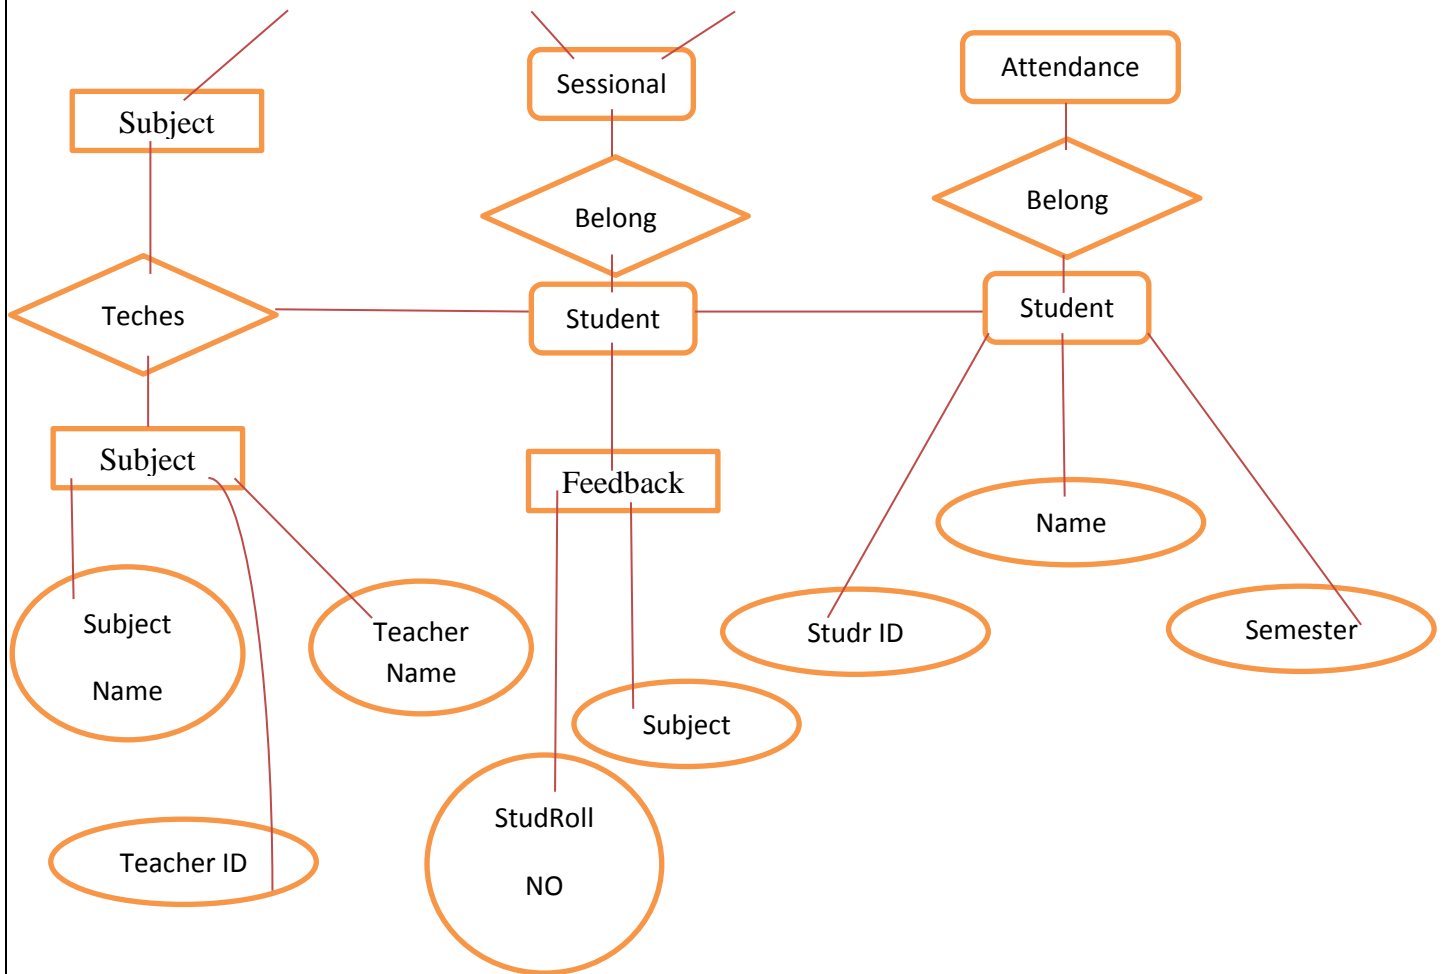 Sessional
Attendance
Subject
Belong
Belong
Teches
Student
Student
Subject
Feedback
Name
Subject
Name
Teacher
Name
Studr ID
Semester
Subject
StudRoll
NO
Teacher ID